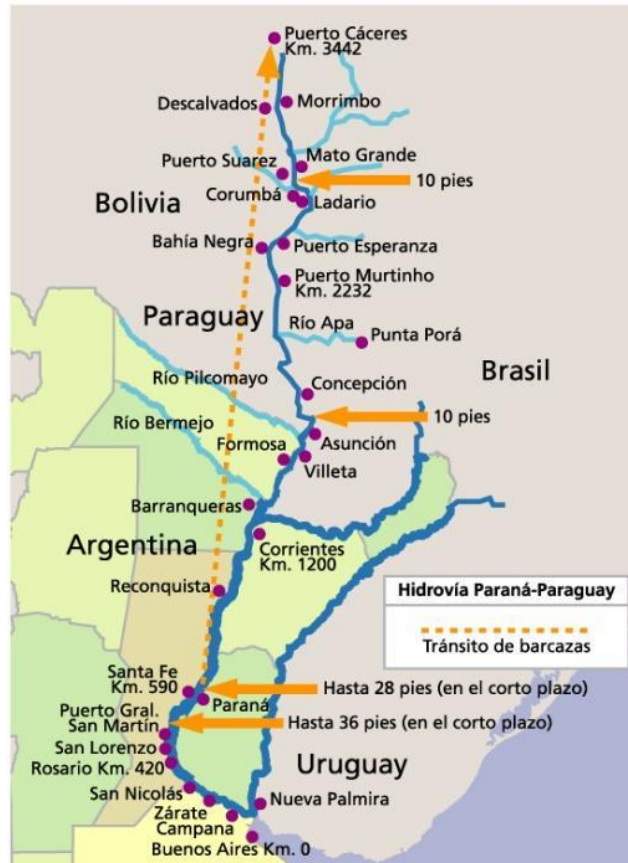 Puerto Cáceres
Km. 3442
Descalvados
Morrimbo
Puerto Suarez
Mato Grande
10 pies
Corumbá
Ladario
Bolivia
Bahía Negra
Puerto Esperanza
Puerto Murtinho
Km. 2232
Paraguay
Río Apa
Punta Porá
Río Pilcomayo
Concepción
Brasil
Río Bermejo
10 pies
Formosa
Asunción
Villeta
Barranqueras
Argentina
Corrientes
Km. 1200
Reconquista
Hidrovía Paraná-Paraguay
Tránsito de barcazas
Santa Fe
Km. 590
Hasta 28 pies (en el corto plazo)
Paraná
Puerto Gral.
San Martín
Hasta 36 pies (en el corto plazo)
San Lorenzo
Rosario Km. 420
Uruguay
San Nicolás
Nueva Palmira
Zárate
Campana
Buenos Aires Km. 0